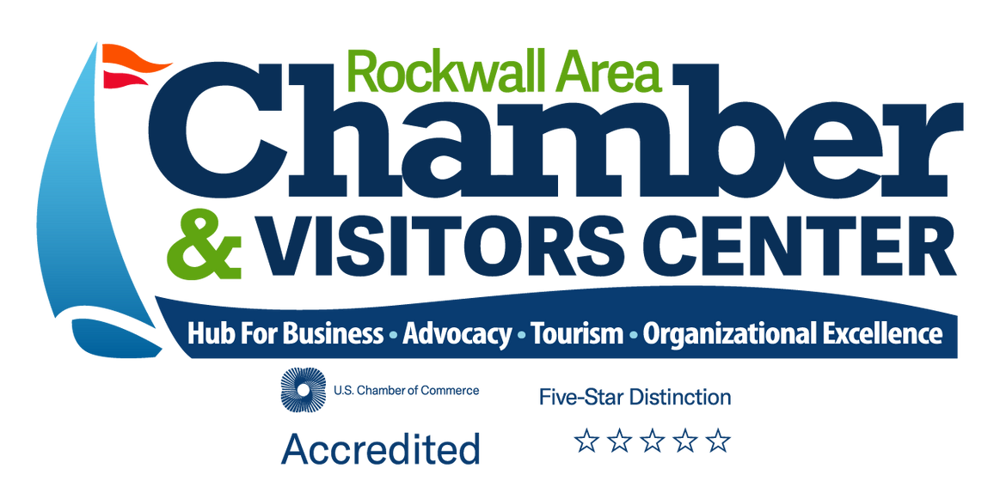 Rockwall Area
Chamber
& VISITORS CENTER
Hub For Business • Advocacy • Tourism • Organizational Excellence
U.S. Chamber of Commerce
Five-Star Distinction
Accredited